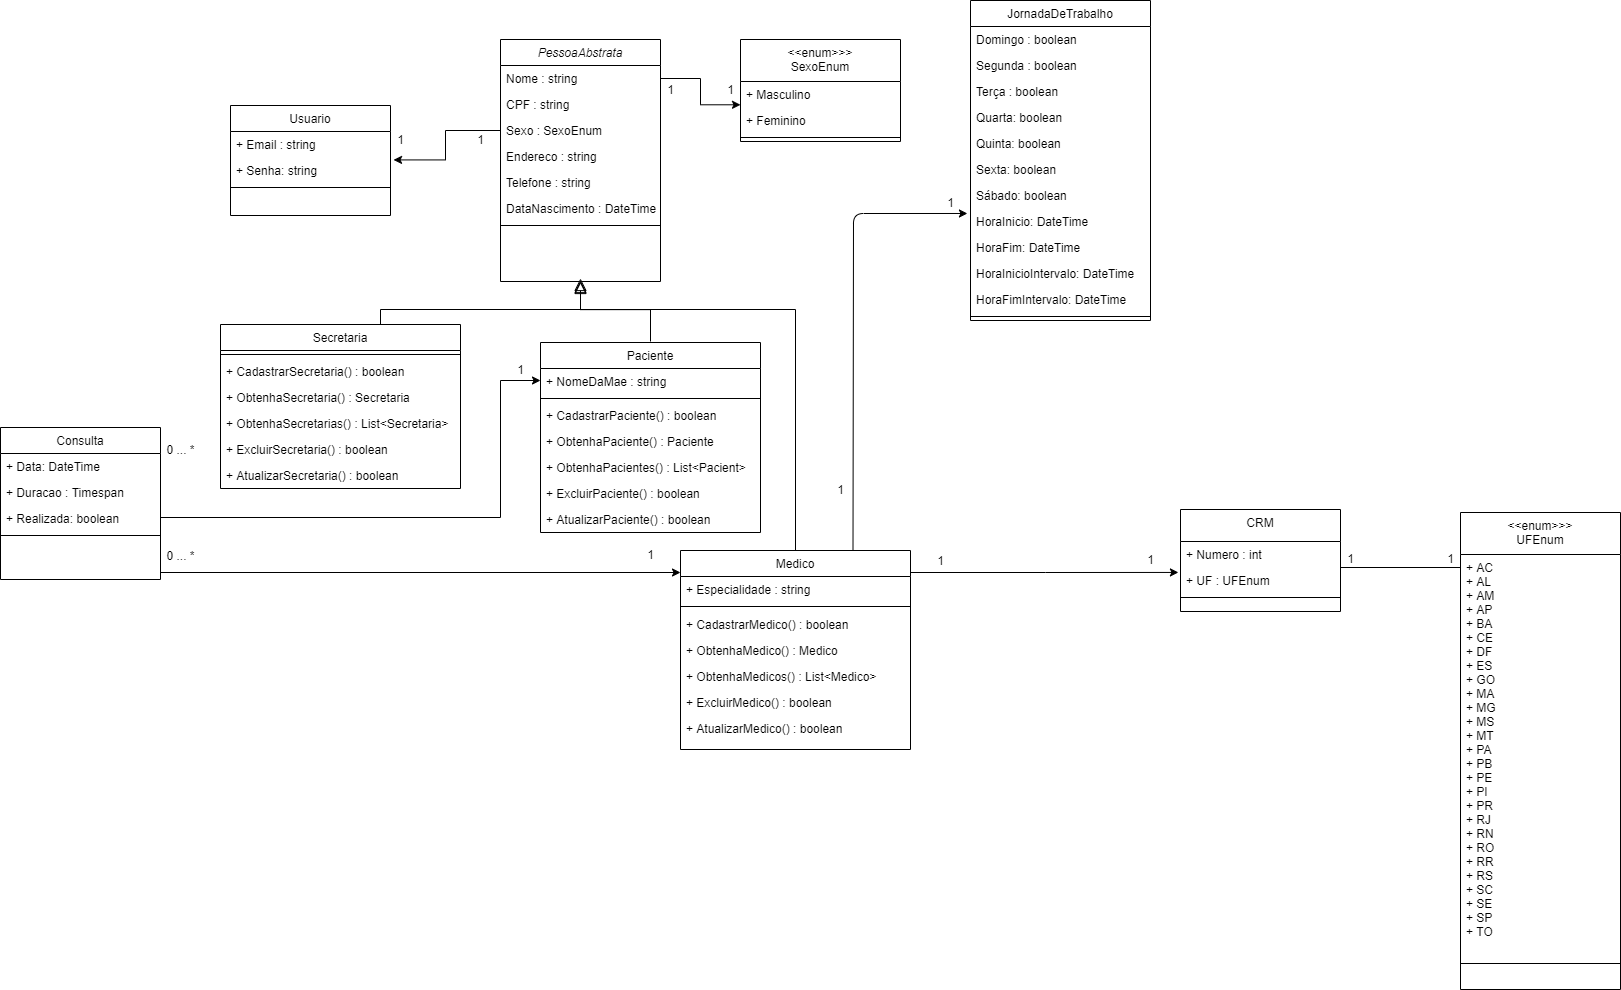 JornadaDeTrabalho
Domingo : boolean
Segunda : boolean
Terça : boolean
Quarta: boolean
Quinta: boolean
Sexta: boolean
Sábado: boolean
HoraInicio: DateTime
HoraFim: DateTime
HoraInicioIntervalo: DateTime
HoraFimIntervalo: DateTime
1
1
PessoaAbstrata
Nome : string
CPF : string
Sexo : SexoEnum
Endereco : string
Telefone : string
DataNascimento : DateTime
1
1
<<enum>>>
SexoEnum
+ Masculino
+ Feminino
Usuario
+ Email : string
+ Senha: string
1
1
Secretaria
+ CadastrarSecretaria() : boolean
+ ObtenhaSecretaria() : Secretaria
+ ObtenhaSecretarias() : List<Secretaria>
+ ExcluirSecretaria() : boolean
+ AtualizarSecretaria() : boolean
Paciente
+ NomeDaMae : string
+ CadastrarPaciente() : boolean
+ ObtenhaPaciente() : Paciente
+ ObtenhaPacientes() : List<Pacient>
+ ExcluirPaciente() : boolean
+ AtualizarPaciente() : boolean
1
Consulta
+ Data: DateTime
+ Duracao : Timespan
+ Realizada: boolean
0 ... *
0 ... *
1
Medico
+ Especialidade : string
+ CadastrarMedico() : boolean
+ ObtenhaMedico() : Medico
+ ObtenhaMedicos() : List<Medico>
+ ExcluirMedico() : boolean
+ AtualizarMedico() : boolean
1
1
CRM
+ Numero : int
+ UF : UFEnum
1
1
<<enum>>>
UFEnum
+ AC
+ AL
+ AM
+ AP
+ BA
+ CE
+ DF
+ ES
+ GO
+ MA
+ MG
+ MS
+ MT
+ PA
+ PB
+ PE
+ PI
+ PR
+ RJ
+ RN
+ RO
+ RR
+ RS
+ SC
+ SE
+ SP
+ TO